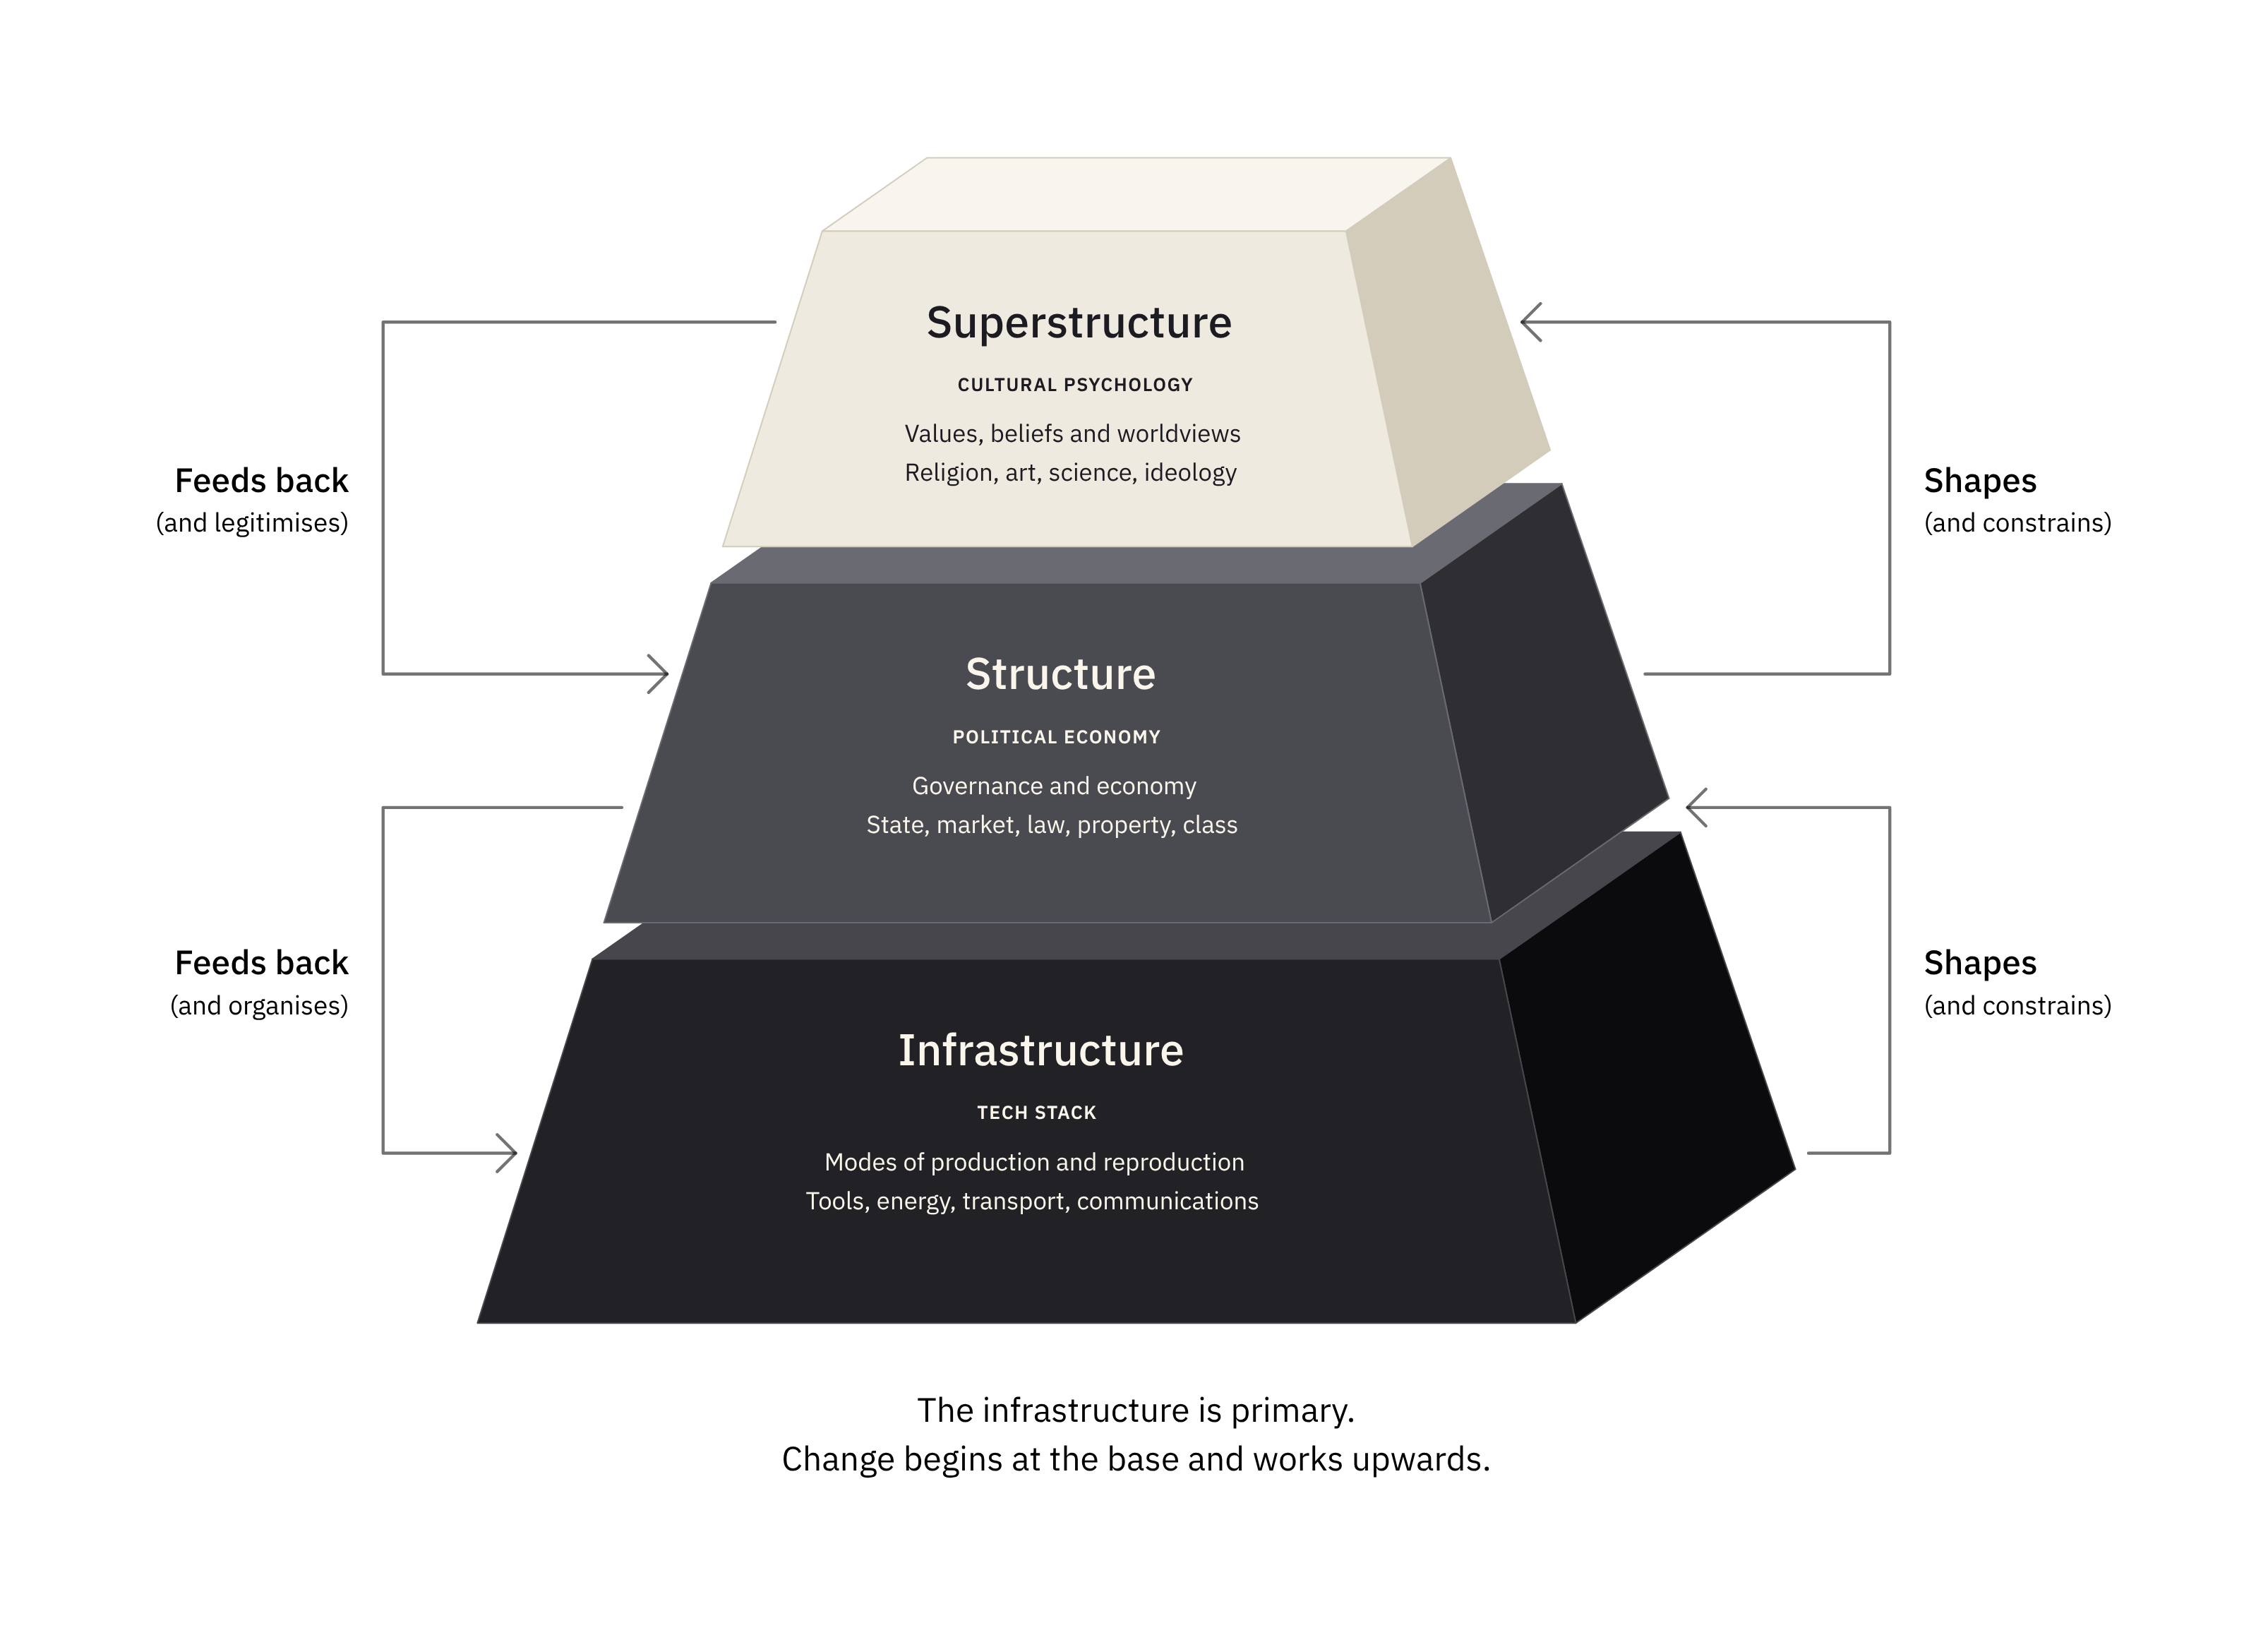 Superstructure
CULTURAL PSYCHOLOGY
Values, beliefs and worldviews
Religion, art, science, ideology
Feeds back
(and legitimises)
Shapes
(and constrains)
Structure
POLITICAL ECONOMY
Governance and economy
State, market, law, property, class
Feeds back
(and organises)
Shapes
(and constrains)
Infrastructure
TECH STACK
Modes of production and reproduction
Tools, energy, transport, communications
The infrastructure is primary.
Change begins at the base and works upwards.